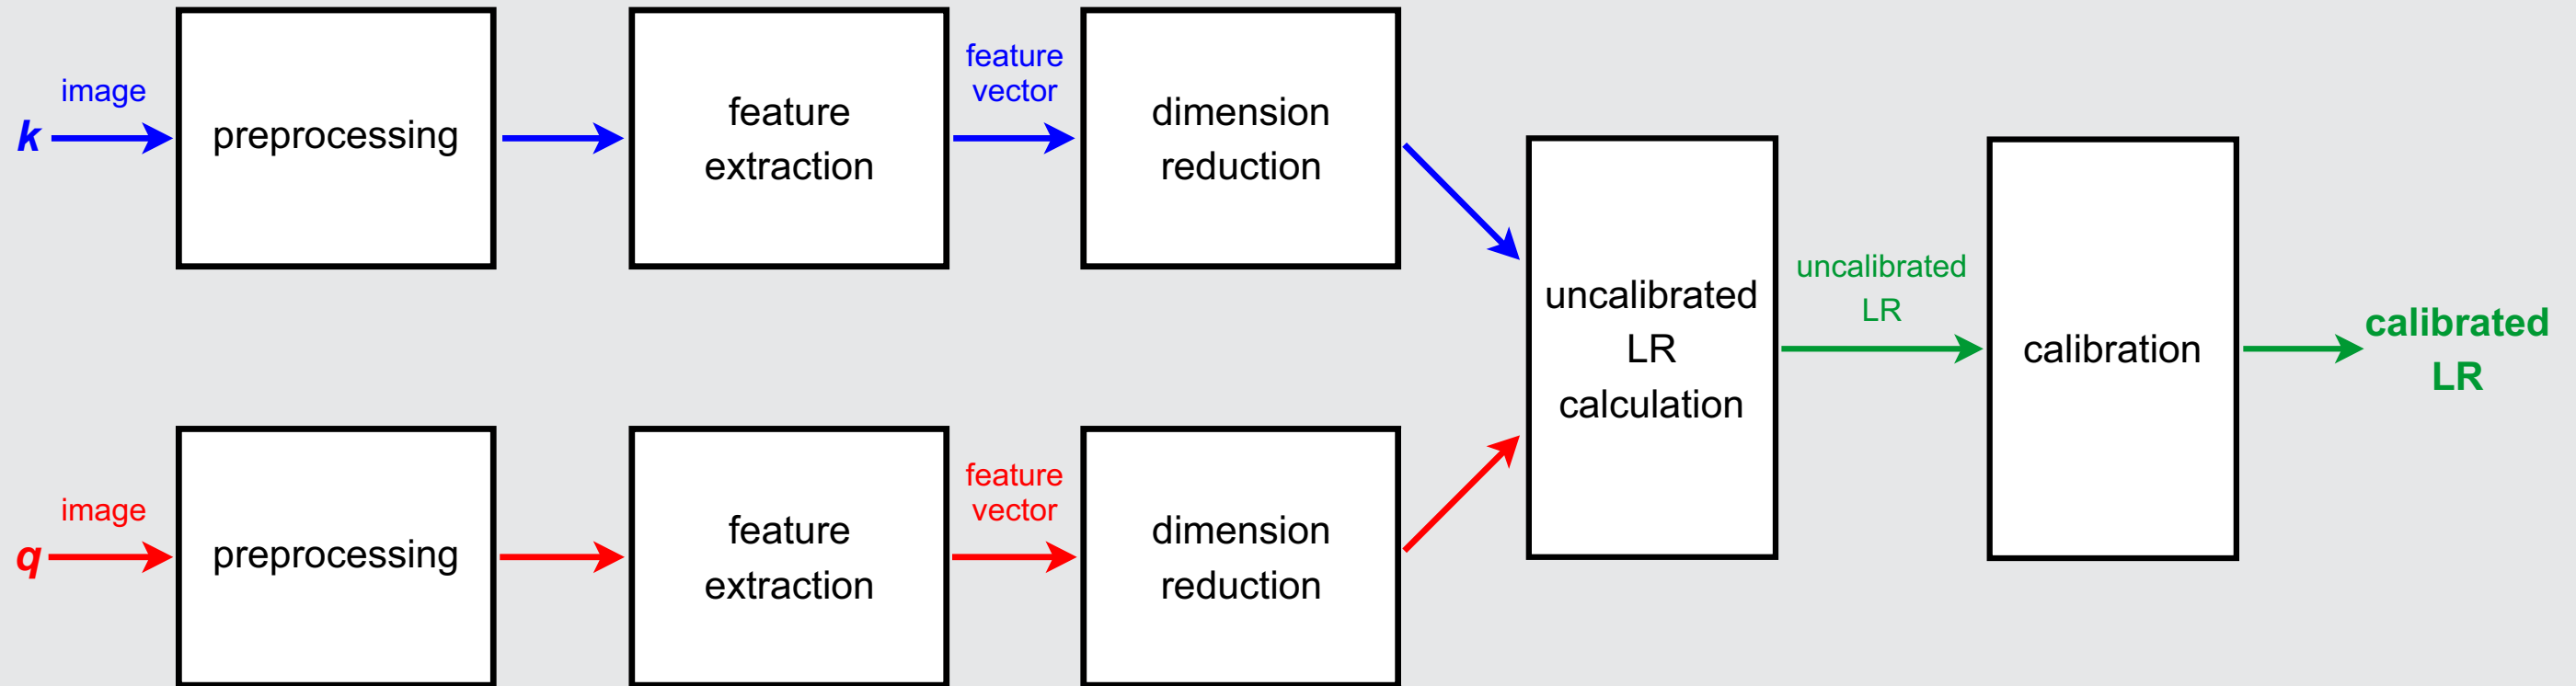 image
k
preprocessing
feature
extraction
feature
vector
dimension
reduction
image
q
preprocessing
feature
extraction
feature
vector
dimension
reduction
uncalibrated
LR
calculation
uncalibrated
LR
calibration
calibrated
LR